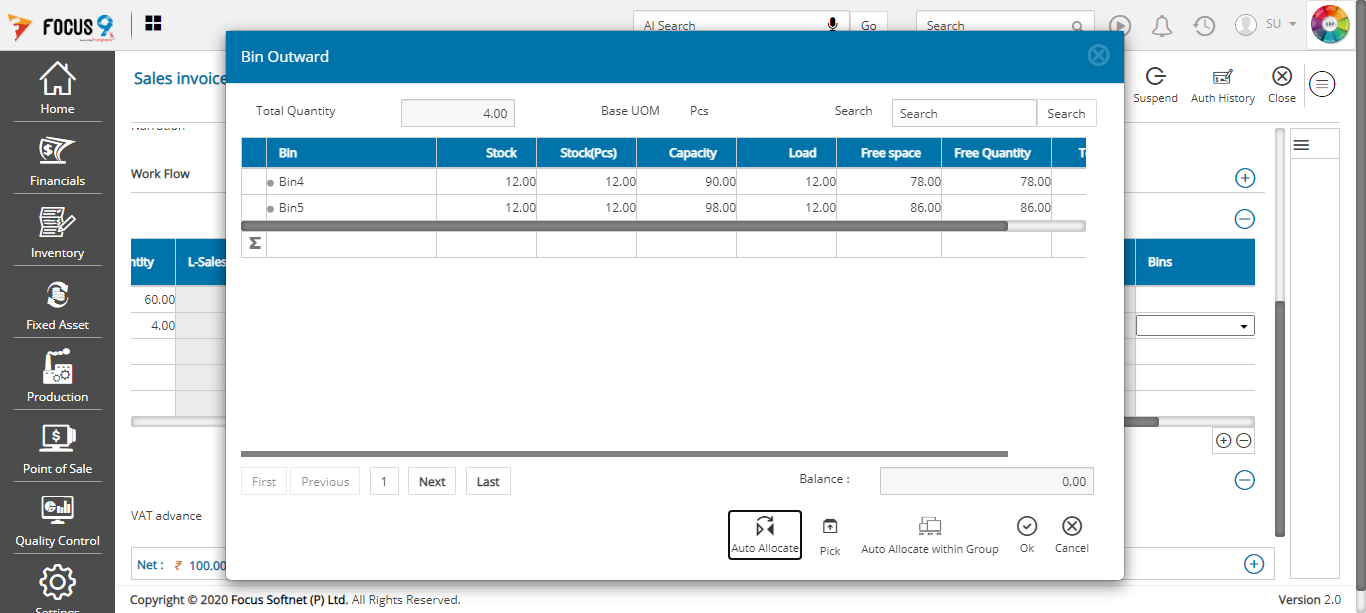 FOCUS 9
AI Search
Go
Search
SU
Home
Financials
Inventory
Fixed Asset
Production
Point of Sale
Quality Control
Settings
Sales invoice
Suspend
Auth History
Close
Narration
Work Flow
ntity
L-Sales
60.00
4.00
Bins
VAT advance
Net : ₹ 100.00
Bin Outward
Total Quantity 4.00 Base UOM Pcs Search Search Search
Bin Stock Stock(Pcs) Capacity Load Free space Free Quantity T
Bin4 12.00 12.00 90.00 12.00 78.00 78.00
Bin5 12.00 12.00 98.00 12.00 86.00 86.00
Σ
First Previous 1 Next Last
Balance : 0.00
Auto Allocate Pick Auto Allocate within Group Ok Cancel
Copyright © 2020 Focus Softnet (P) Ltd. All Rights Reserved.
Version 2.0